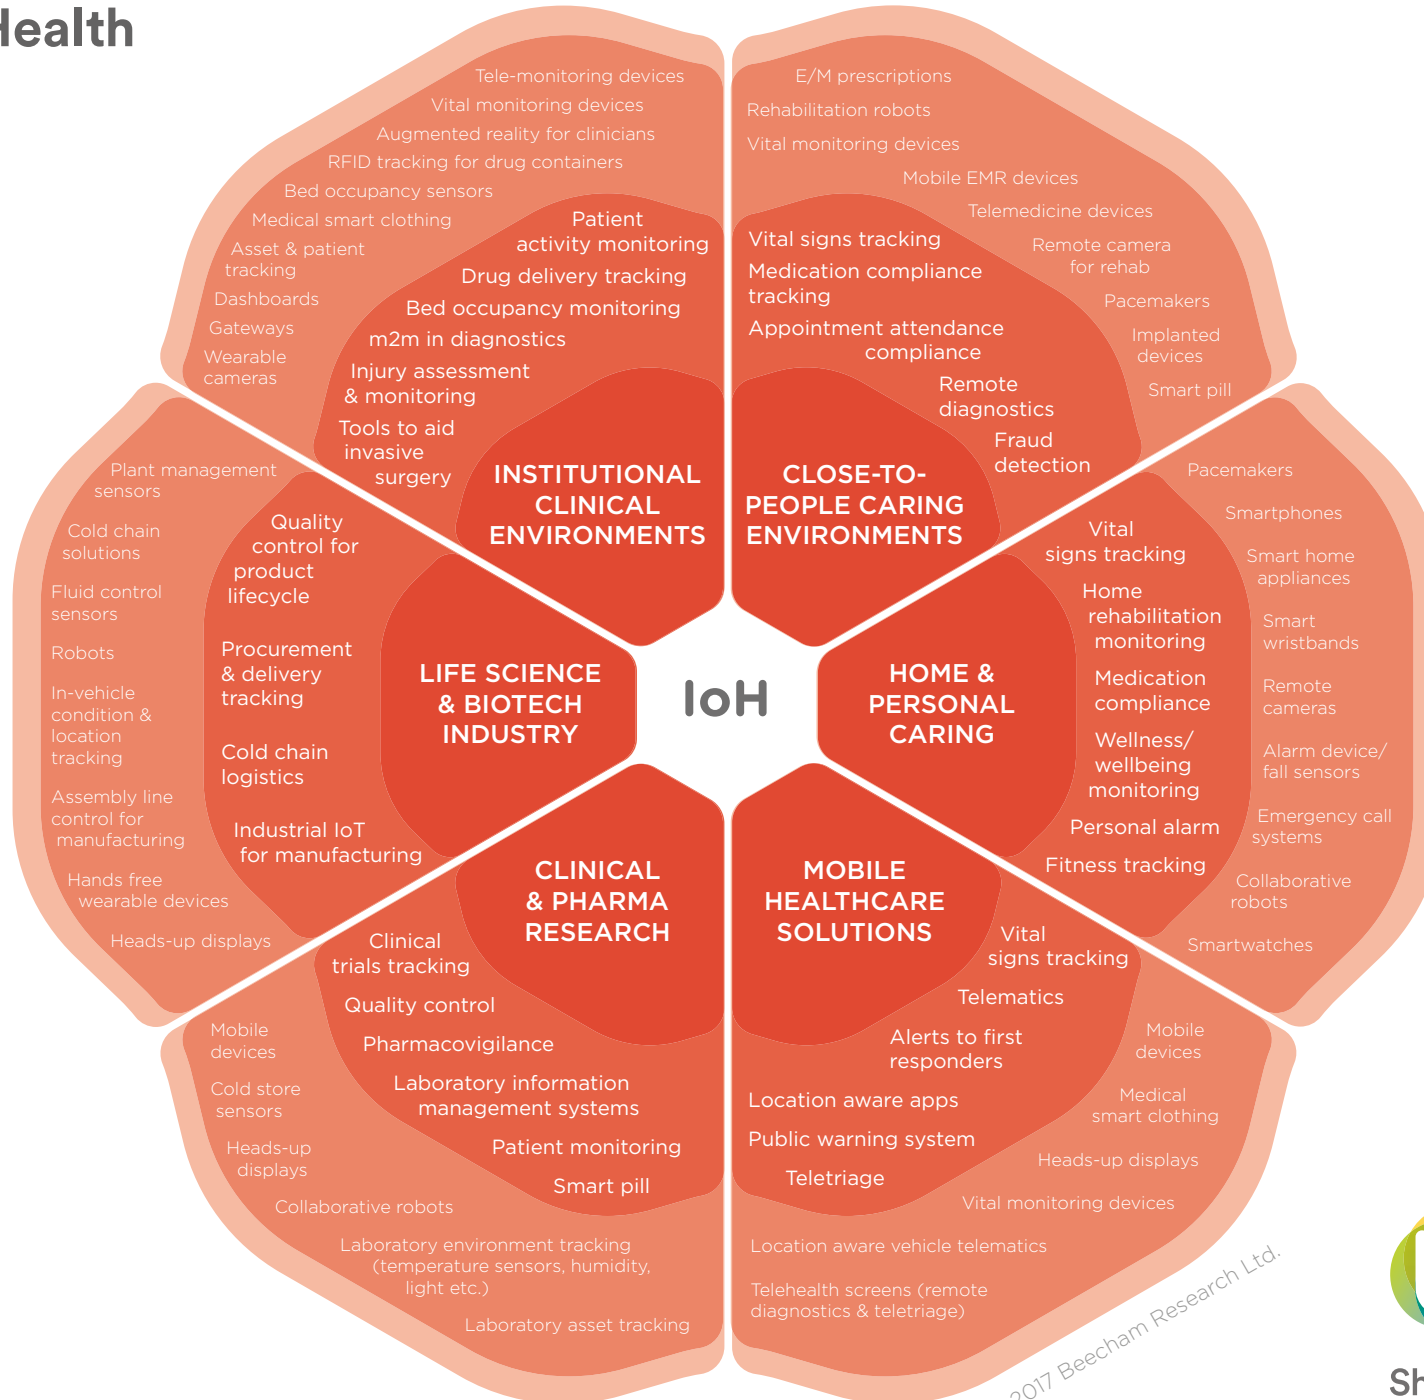 Health
Tele-monitoring devices
Vital monitoring devices
Augmented reality for clinicians
RFID tracking for drug containers
Bed occupancy sensors
Medical smart clothing
Asset & patient
tracking
Dashboards
Gateways
Wearable
cameras
Patient
activity monitoring
Drug delivery tracking
Bed occupancy monitoring
m2m in diagnostics
Injury assessment
& monitoring
Tools to aid
invasive
surgery
INSTITUTIONAL
CLINICAL
ENVIRONMENTS
E/M prescriptions
Rehabilitation robots
Vital monitoring devices
Mobile EMR devices
Telemedicine devices
Remote camera
for rehab
Pacemakers
Implanted
devices
Smart pill
Vital signs tracking
Medication compliance
tracking
Appointment attendance
compliance
Remote
diagnostics
Fraud
detection
CLOSE-TO-
PEOPLE CARING
ENVIRONMENTS
Plant management
sensors
Cold chain
solutions
Fluid control
sensors
Robots
In-vehicle
condition &
location
tracking
Assembly line
control for
manufacturing
Hands free
wearable devices
Heads-up displays
Quality
control for
product
lifecycle
Procurement
& delivery
tracking
Cold chain
logistics
Industrial IoT
for manufacturing
LIFE SCIENCE
& BIOTECH
INDUSTRY
IoH
HOME &
PERSONAL
CARING
Vital
signs tracking
Home
rehabilitation
monitoring
Medication
compliance
Wellness/
wellbeing
monitoring
Personal alarm
Fitness tracking
Pacemakers
Smartphones
Smart home
appliances
Smart
wristbands
Remote
cameras
Alarm device/
fall sensors
Emergency call
systems
Collaborative
robots
Smartwatches
CLINICAL
& PHARMA
RESEARCH
Clinical
trials tracking
Quality control
Pharmacovigilance
Laboratory information
management systems
Patient monitoring
Smart pill
Mobile
devices
Cold store
sensors
Heads-up
displays
Collaborative robots
Laboratory environment tracking
(temperature sensors, humidity,
light etc.)
Laboratory asset tracking
MOBILE
HEALTHCARE
SOLUTIONS
Vital
signs tracking
Telematics
Alerts to first
responders
Location aware apps
Public warning system
Teletriage
Mobile
devices
Medical
smart clothing
Heads-up displays
Vital monitoring devices
Location aware vehicle telematics
Telehealth screens (remote
diagnostics & teletriage)
2017 Beecham Research Ltd.